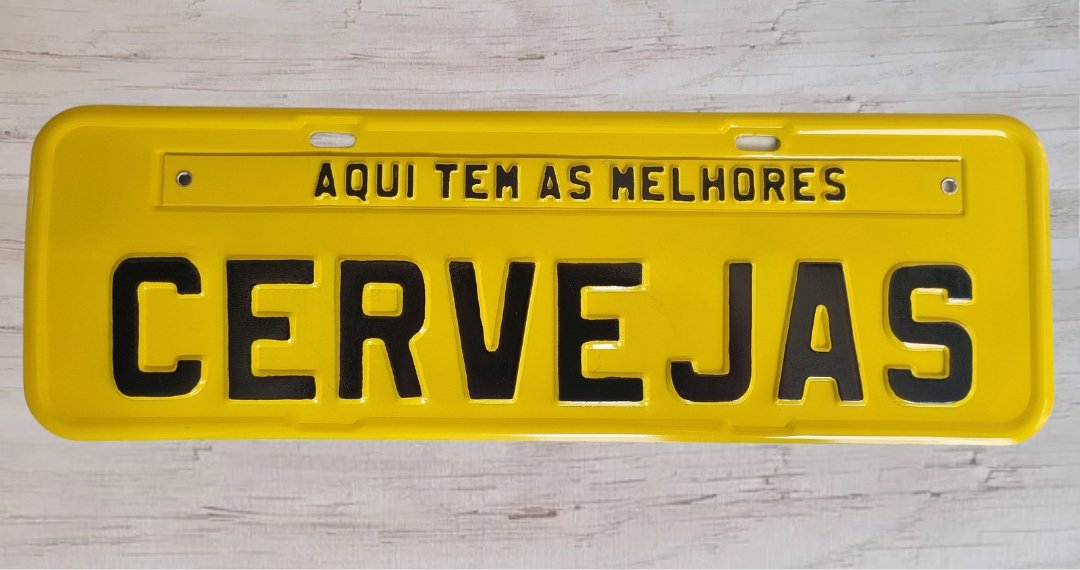 AQUI TEM AS MELHORES
CERVEJAS